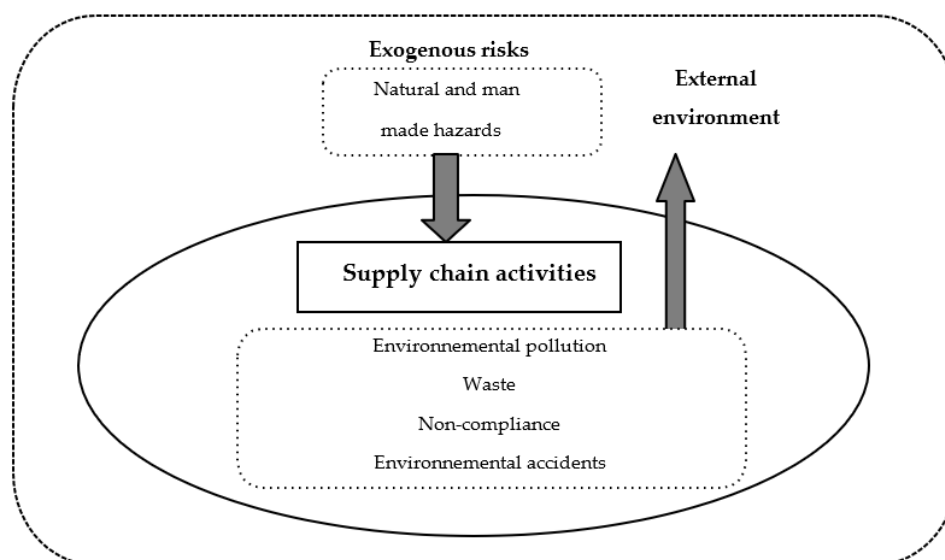 Exogenous risks
Natural and man
made hazards
External
environment
Supply chain activities
Environnemental pollution
Waste
Non-compliance
Environnemental accidents